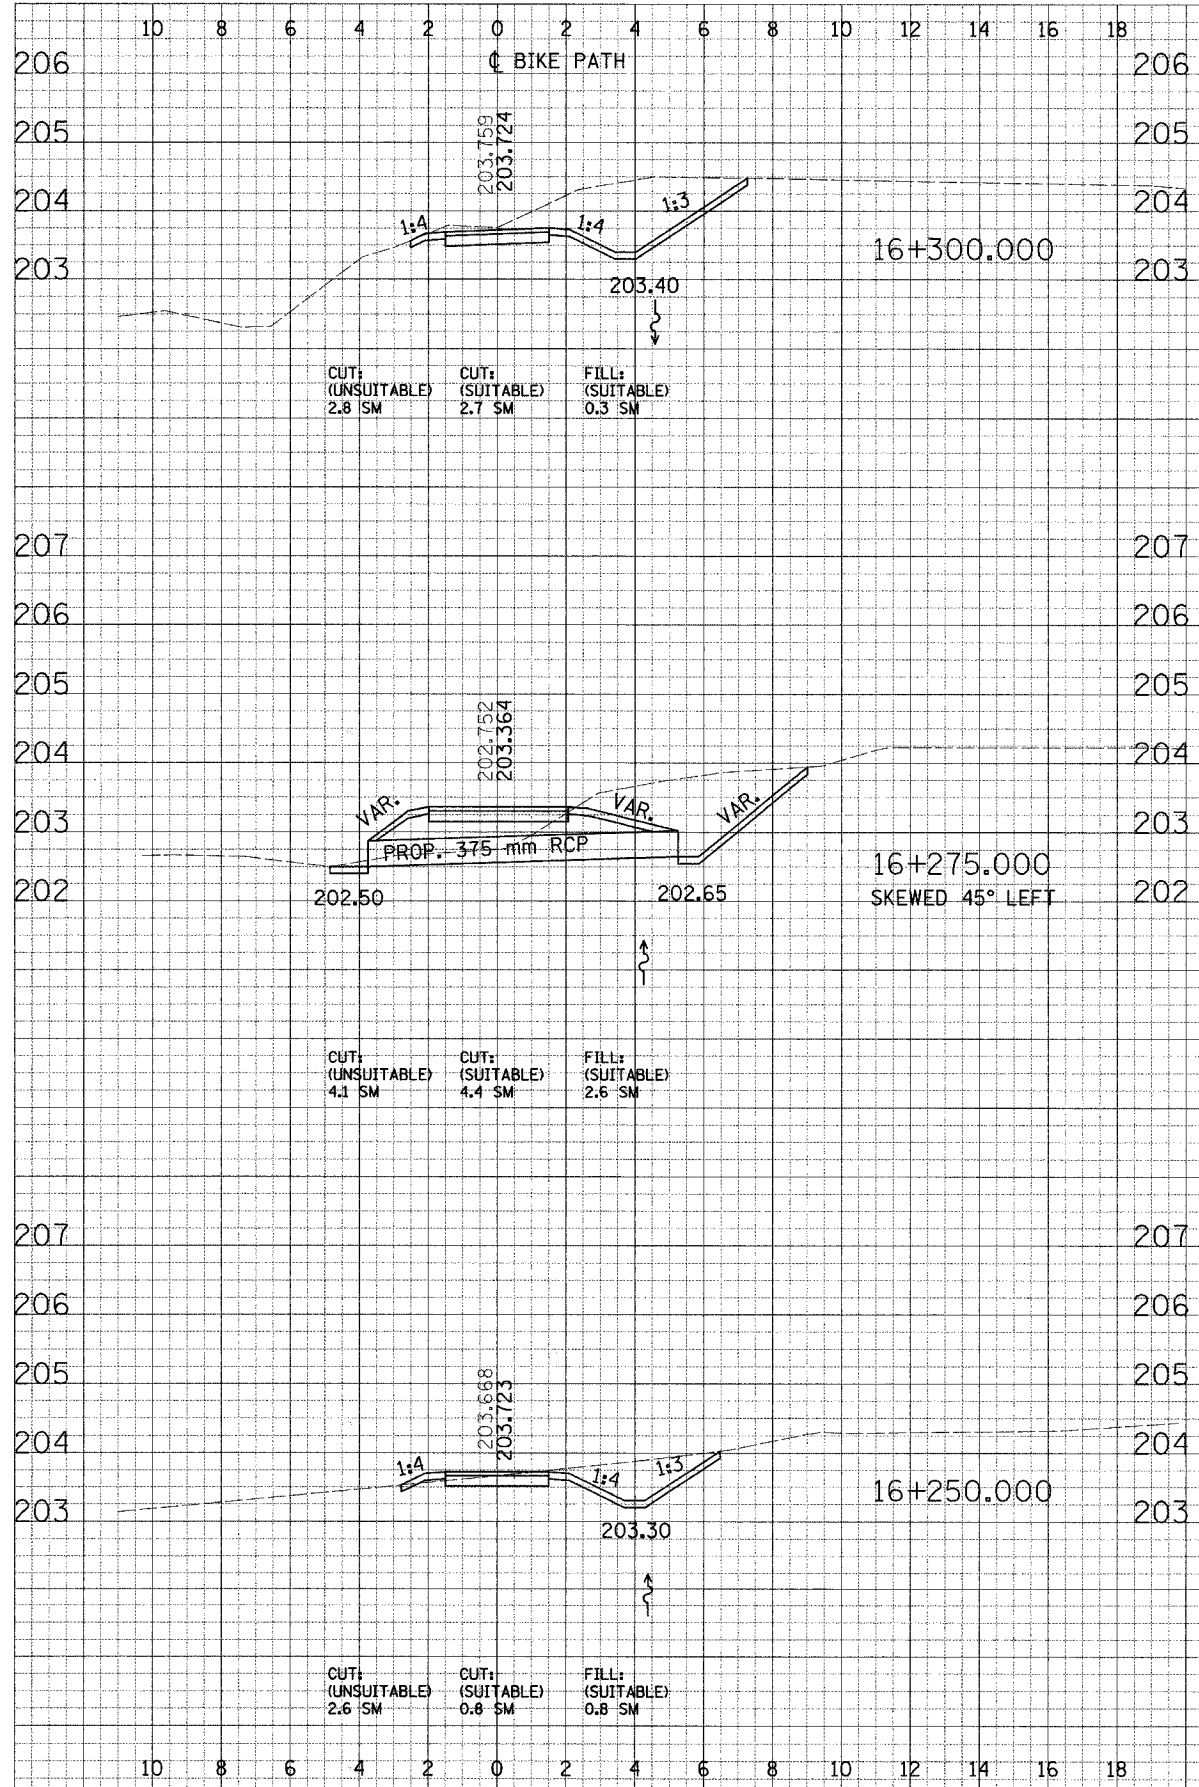 10 8 6 4 2 0 2 4 6 8 10 12 14 16 18
℄ BIKE PATH
206 206
205 205
204 204
203 203
203.759
203.724
1:4 1:4 1:3
16+300.000
203.40
CUT: CUT: FILL:
(UNSUITABLE) (SUITABLE) (SUITABLE)
2.8 SM 2.7 SM 0.3 SM
207 207
206 206
205 205
204 204
203 203
202 202
202.752
203.364
VAR. VAR. VAR.
PROP. 375 mm RCP
16+275.000
SKEWED 45° LEFT
202.50 202.65
CUT: CUT: FILL:
(UNSUITABLE) (SUITABLE) (SUITABLE)
4.1 SM 4.4 SM 2.6 SM
207 207
206 206
205 205
204 204
203 203
203.668
203.723
1:4 1:4 1:3
16+250.000
203.30
CUT: CUT: FILL:
(UNSUITABLE) (SUITABLE) (SUITABLE)
2.6 SM 0.8 SM 0.8 SM
10 8 6 4 2 0 2 4 6 8 10 12 14 16 18